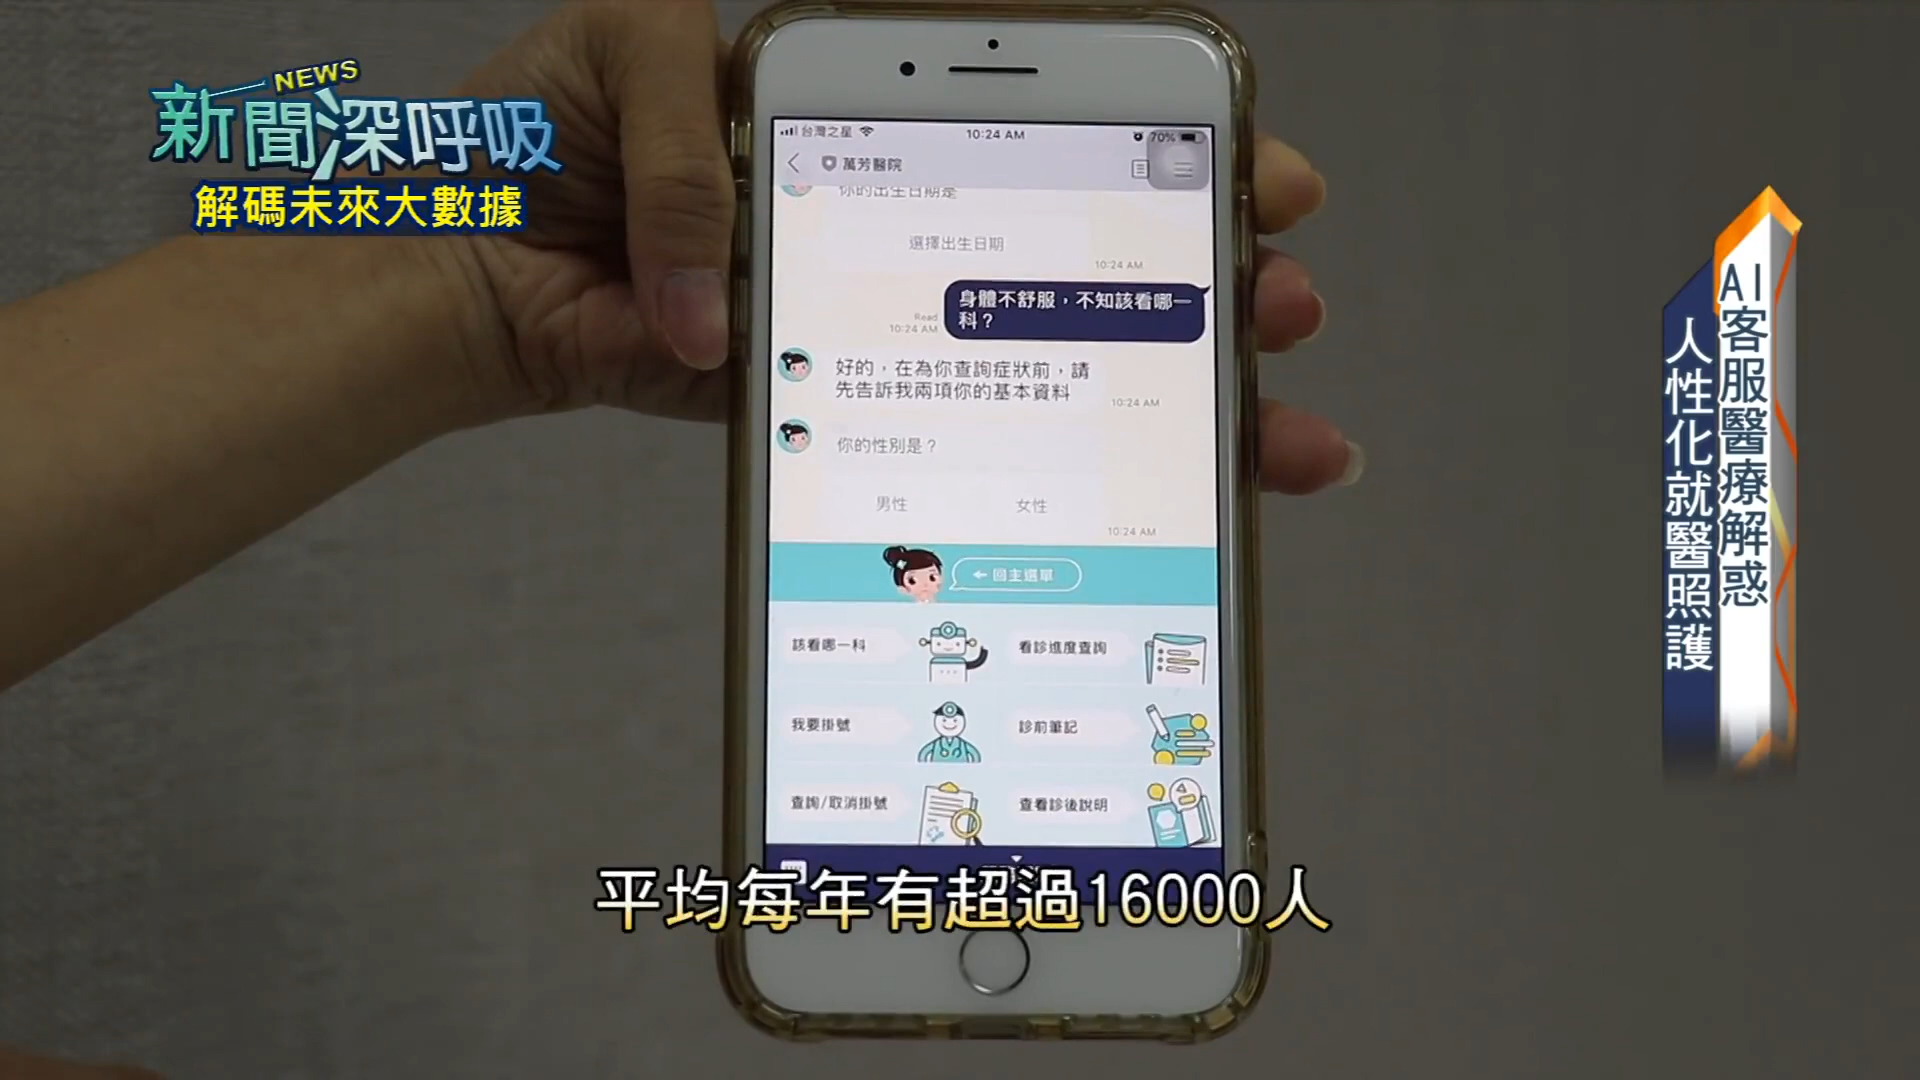 NEWS
新聞深呼吸
解碼未來大數據
AI客服醫療解惑
人性化就醫照護
台灣之星
10:24 AM
70%
萬芳醫院
你的出生日期是
選擇出生日期
10:24 AM
身體不舒服，不知該看哪一
科？
Read
10:24 AM
好的，在為你查詢症狀前，請
先告訴我兩項你的基本資料
10:24 AM
你的性別是？
男性
女性
10:24 AM
回主選單
該看哪一科
看診進度查詢
我要掛號
診前筆記
查詢/取消掛號
查看診後說明
平均每年有超過16000人